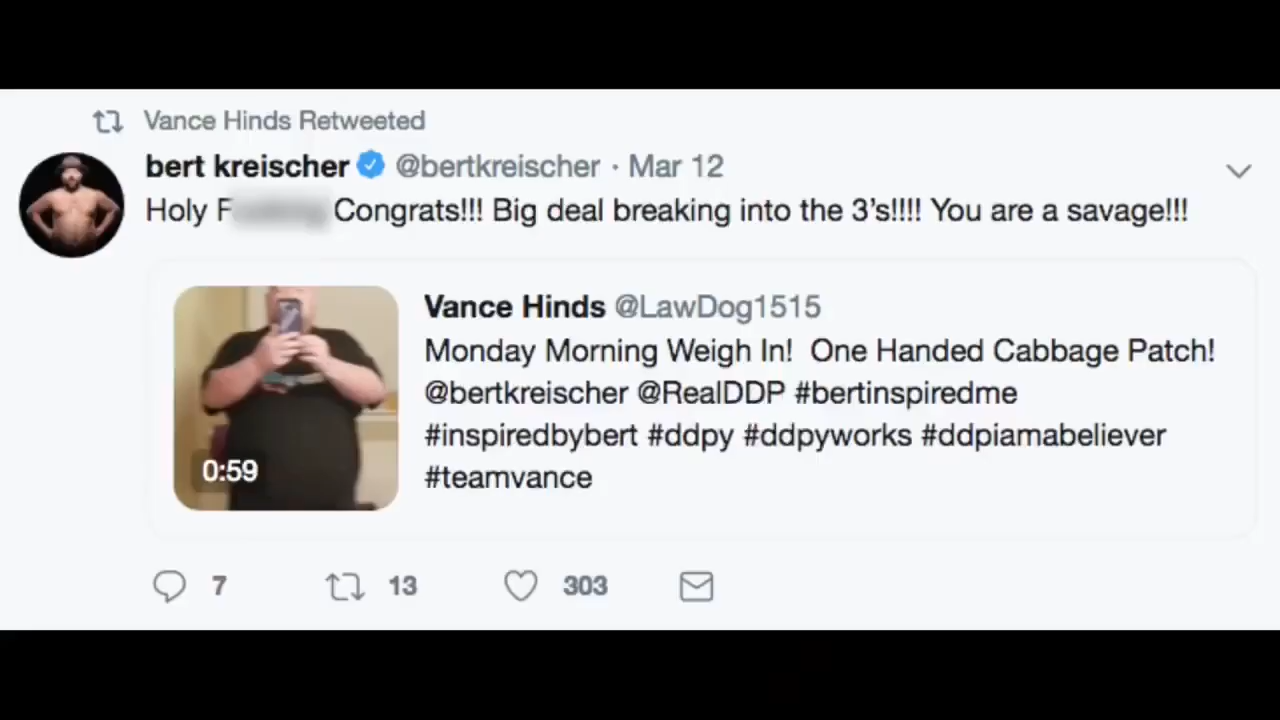 Vance Hinds Retweeted
bert kreischer @bertkreischer · Mar 12
Holy F Congrats!!! Big deal breaking into the 3's!!!! You are a savage!!!
Vance Hinds @LawDog1515
Monday Morning Weigh In! One Handed Cabbage Patch!
@bertkreischer @RealDDP #bertinspiredme
#inspiredbybert #ddpy #ddpyworks #ddpiamabeliever
#teamvance
0:59
7 13 303